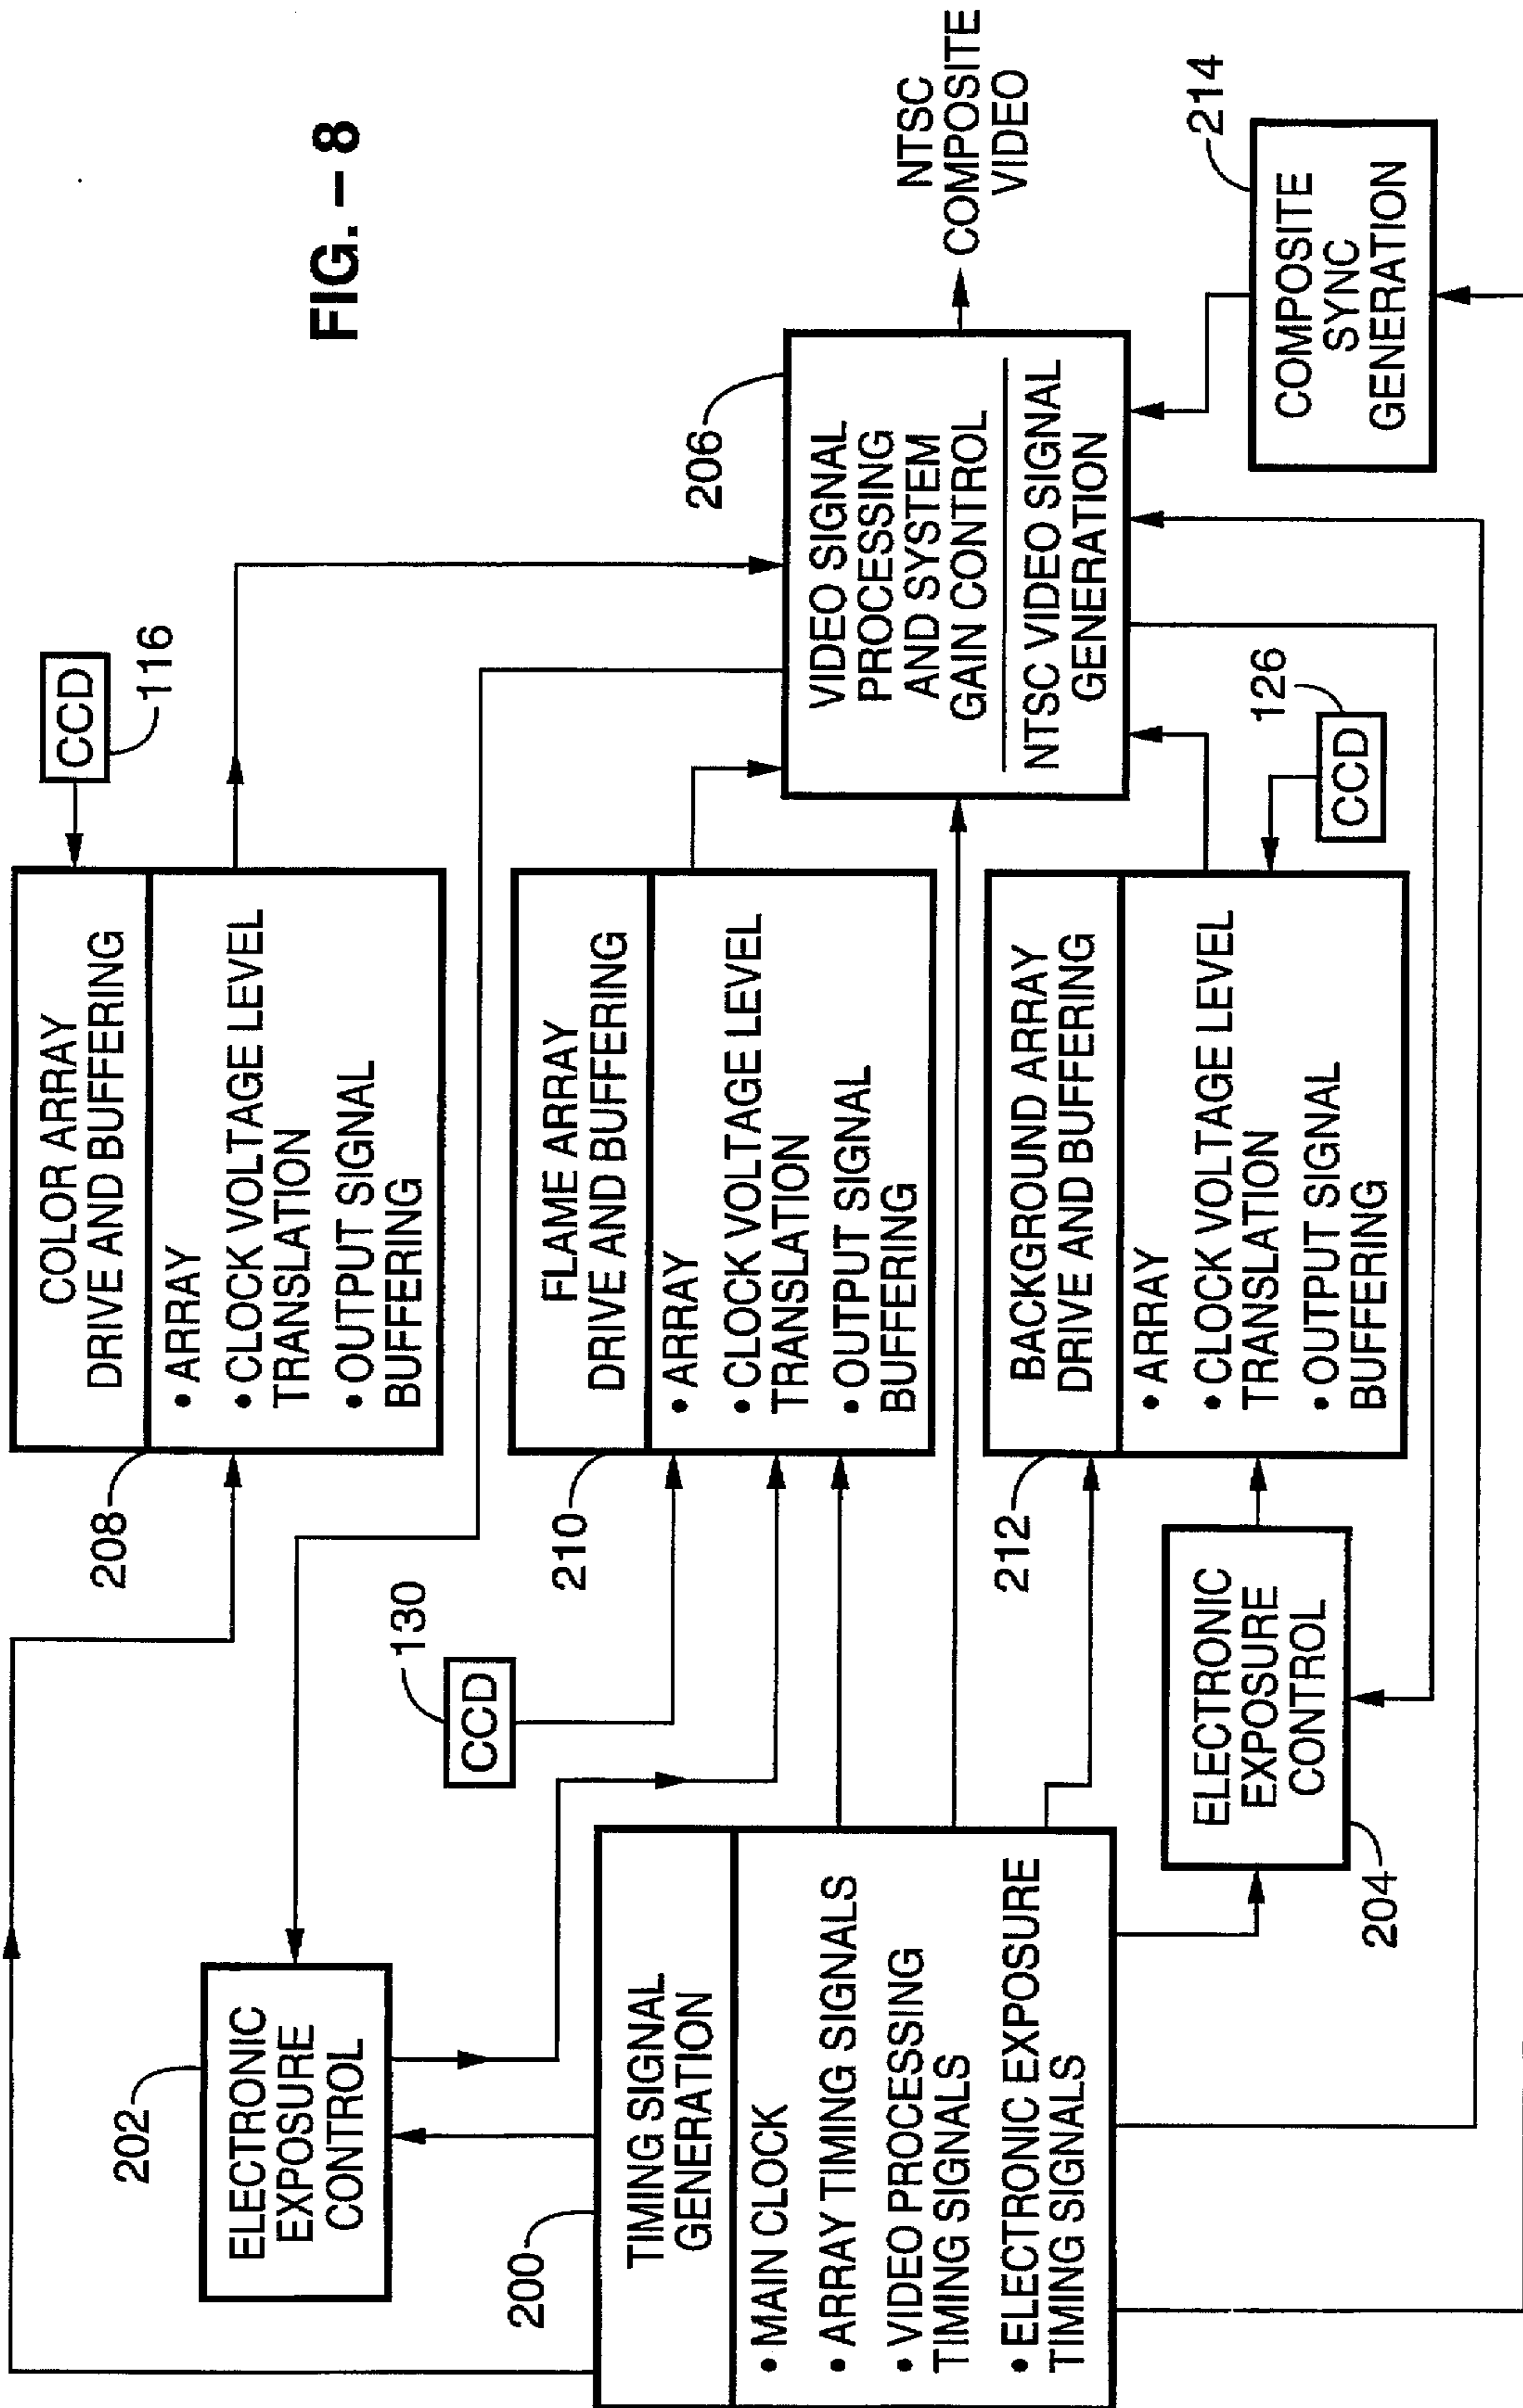 FIG. – 8
202
ELECTRONIC
EXPOSURE
CONTROL
200
TIMING SIGNAL
GENERATION
• MAIN CLOCK
• ARRAY TIMING SIGNALS
• VIDEO PROCESSING
TIMING SIGNALS
• ELECTRONIC EXPOSURE
TIMING SIGNALS
CCD
130
ELECTRONIC
EXPOSURE
CONTROL
204
208
COLOR ARRAY
DRIVE AND BUFFERING
• ARRAY
• CLOCK VOLTAGE LEVEL
TRANSLATION
• OUTPUT SIGNAL
BUFFERING
210
FLAME ARRAY
DRIVE AND BUFFERING
• ARRAY
• CLOCK VOLTAGE LEVEL
TRANSLATION
• OUTPUT SIGNAL
BUFFERING
212
BACKGROUND ARRAY
DRIVE AND BUFFERING
• ARRAY
• CLOCK VOLTAGE LEVEL
TRANSLATION
• OUTPUT SIGNAL
BUFFERING
CCD
116
CCD
126
206
VIDEO SIGNAL
PROCESSING
AND SYSTEM
GAIN CONTROL
NTSC VIDEO SIGNAL
GENERATION
NTSC
COMPOSITE
VIDEO
214
COMPOSITE
SYNC
GENERATION